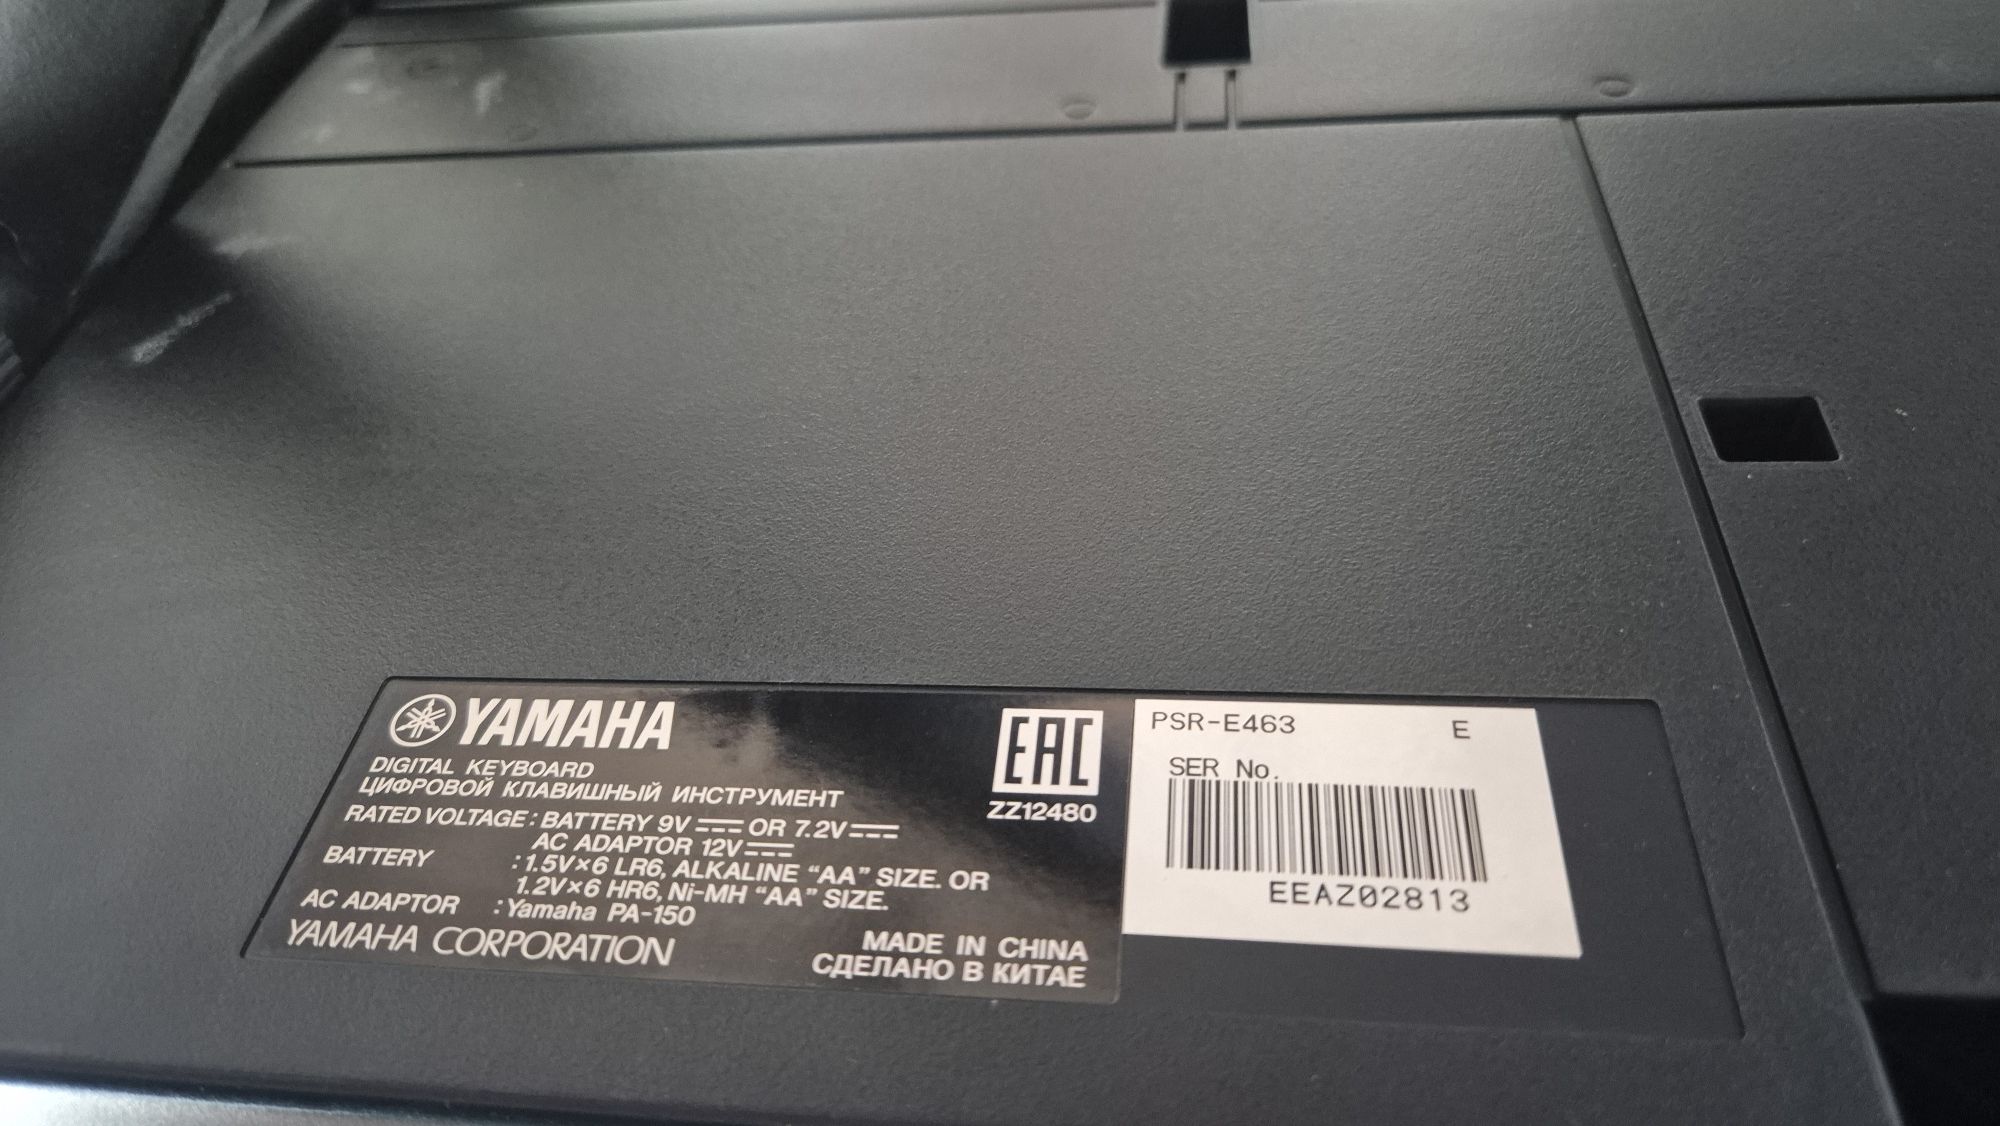 YAMAHA
DIGITAL KEYBOARD
ЦИФРОВОЙ КЛАВИШНЫЙ ИНСТРУМЕНТ
RATED VOLTAGE : BATTERY 9V ⎓ OR 7.2V ⎓
AC ADAPTOR 12V ⎓
BATTERY : 1.5V×6 LR6, ALKALINE “AA” SIZE. OR
1.2V×6 HR6, Ni-MH “AA” SIZE.
AC ADAPTOR : Yamaha PA-150
YAMAHA CORPORATION
EAC
ZZ12480
MADE IN CHINA
СДЕЛАНО В КИТАЕ
PSR-E463 E
SER No.
EEAZ02813